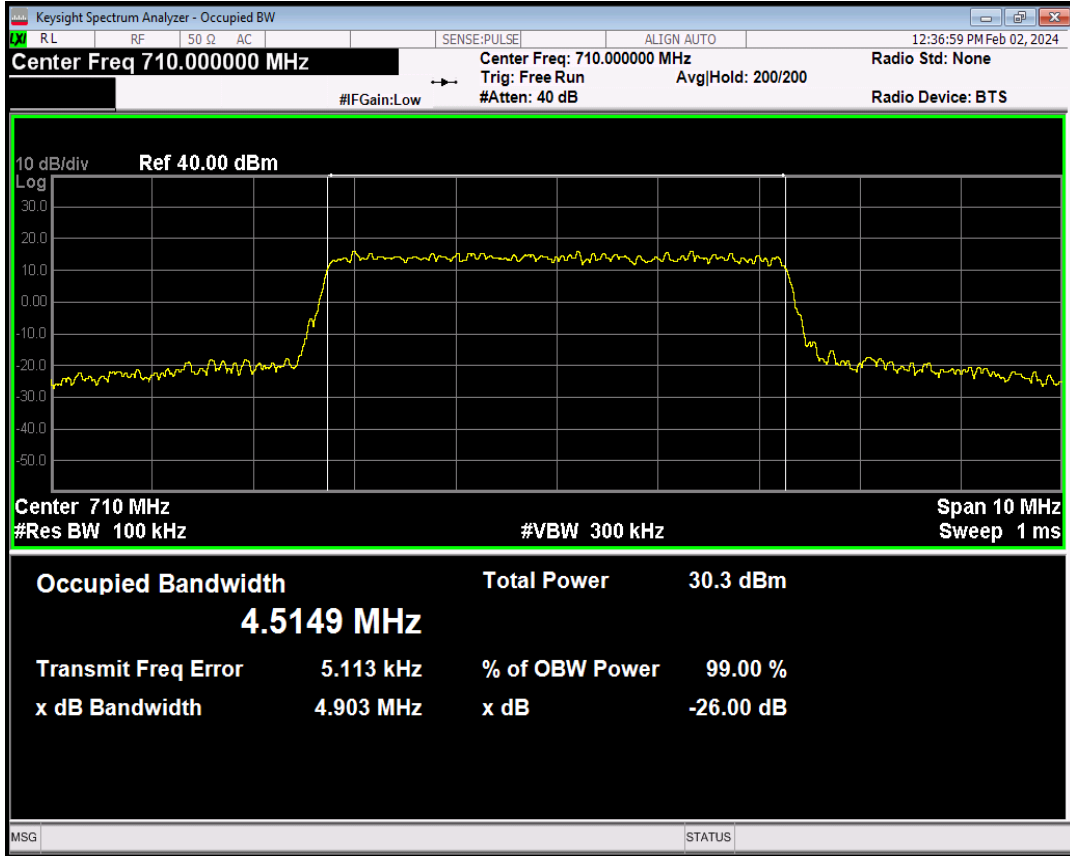 Keysight Spectrum Analyzer - Occupied BW
LXI RL RF 50 Ω AC SENSE:PULSE ALIGN AUTO 12:36:59 PM Feb 02, 2024
Center Freq 710.000000 MHz Center Freq: 710.000000 MHz Radio Std: None
Trig: Free Run Avg|Hold: 200/200
#IFGain:Low #Atten: 40 dB Radio Device: BTS
10 dB/div Ref 40.00 dBm
Log
30.0
20.0
10.0
0.00
-10.0
-20.0
-30.0
-40.0
-50.0
Center 710 MHz Span 10 MHz
#Res BW 100 kHz #VBW 300 kHz Sweep 1 ms
Occupied Bandwidth Total Power 30.3 dBm
4.5149 MHz
Transmit Freq Error 5.113 kHz % of OBW Power 99.00 %
x dB Bandwidth 4.903 MHz x dB -26.00 dB
MSG STATUS